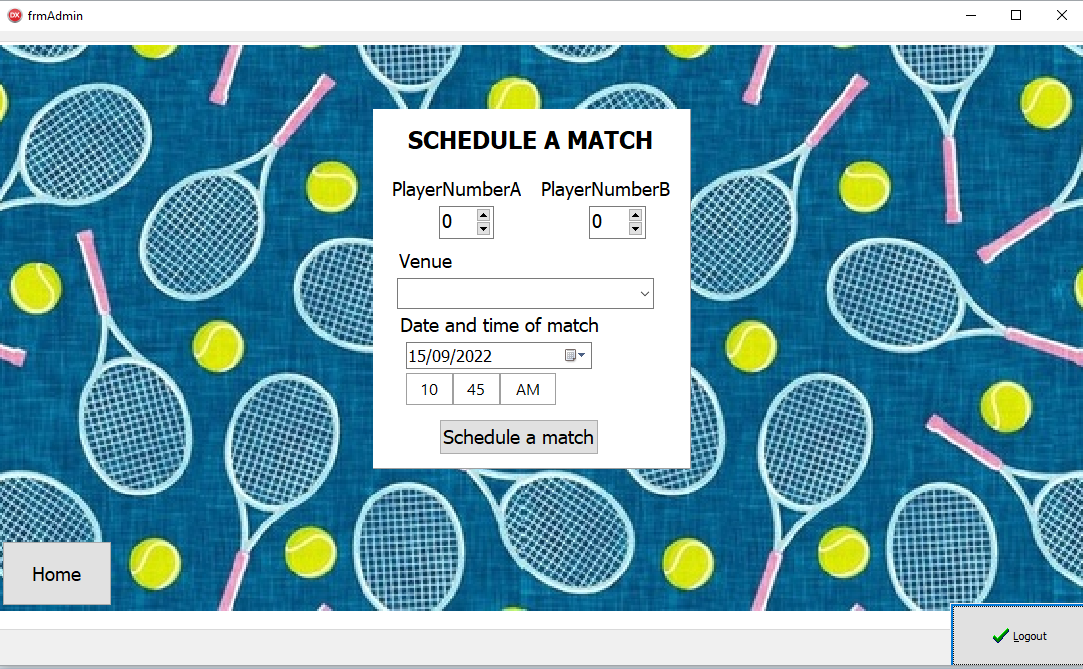 DX frmAdmin
SCHEDULE A MATCH
PlayerNumberA PlayerNumberB
0 0
Venue
Date and time of match
15/09/2022
10 45 AM
Schedule a match
Home
Logout